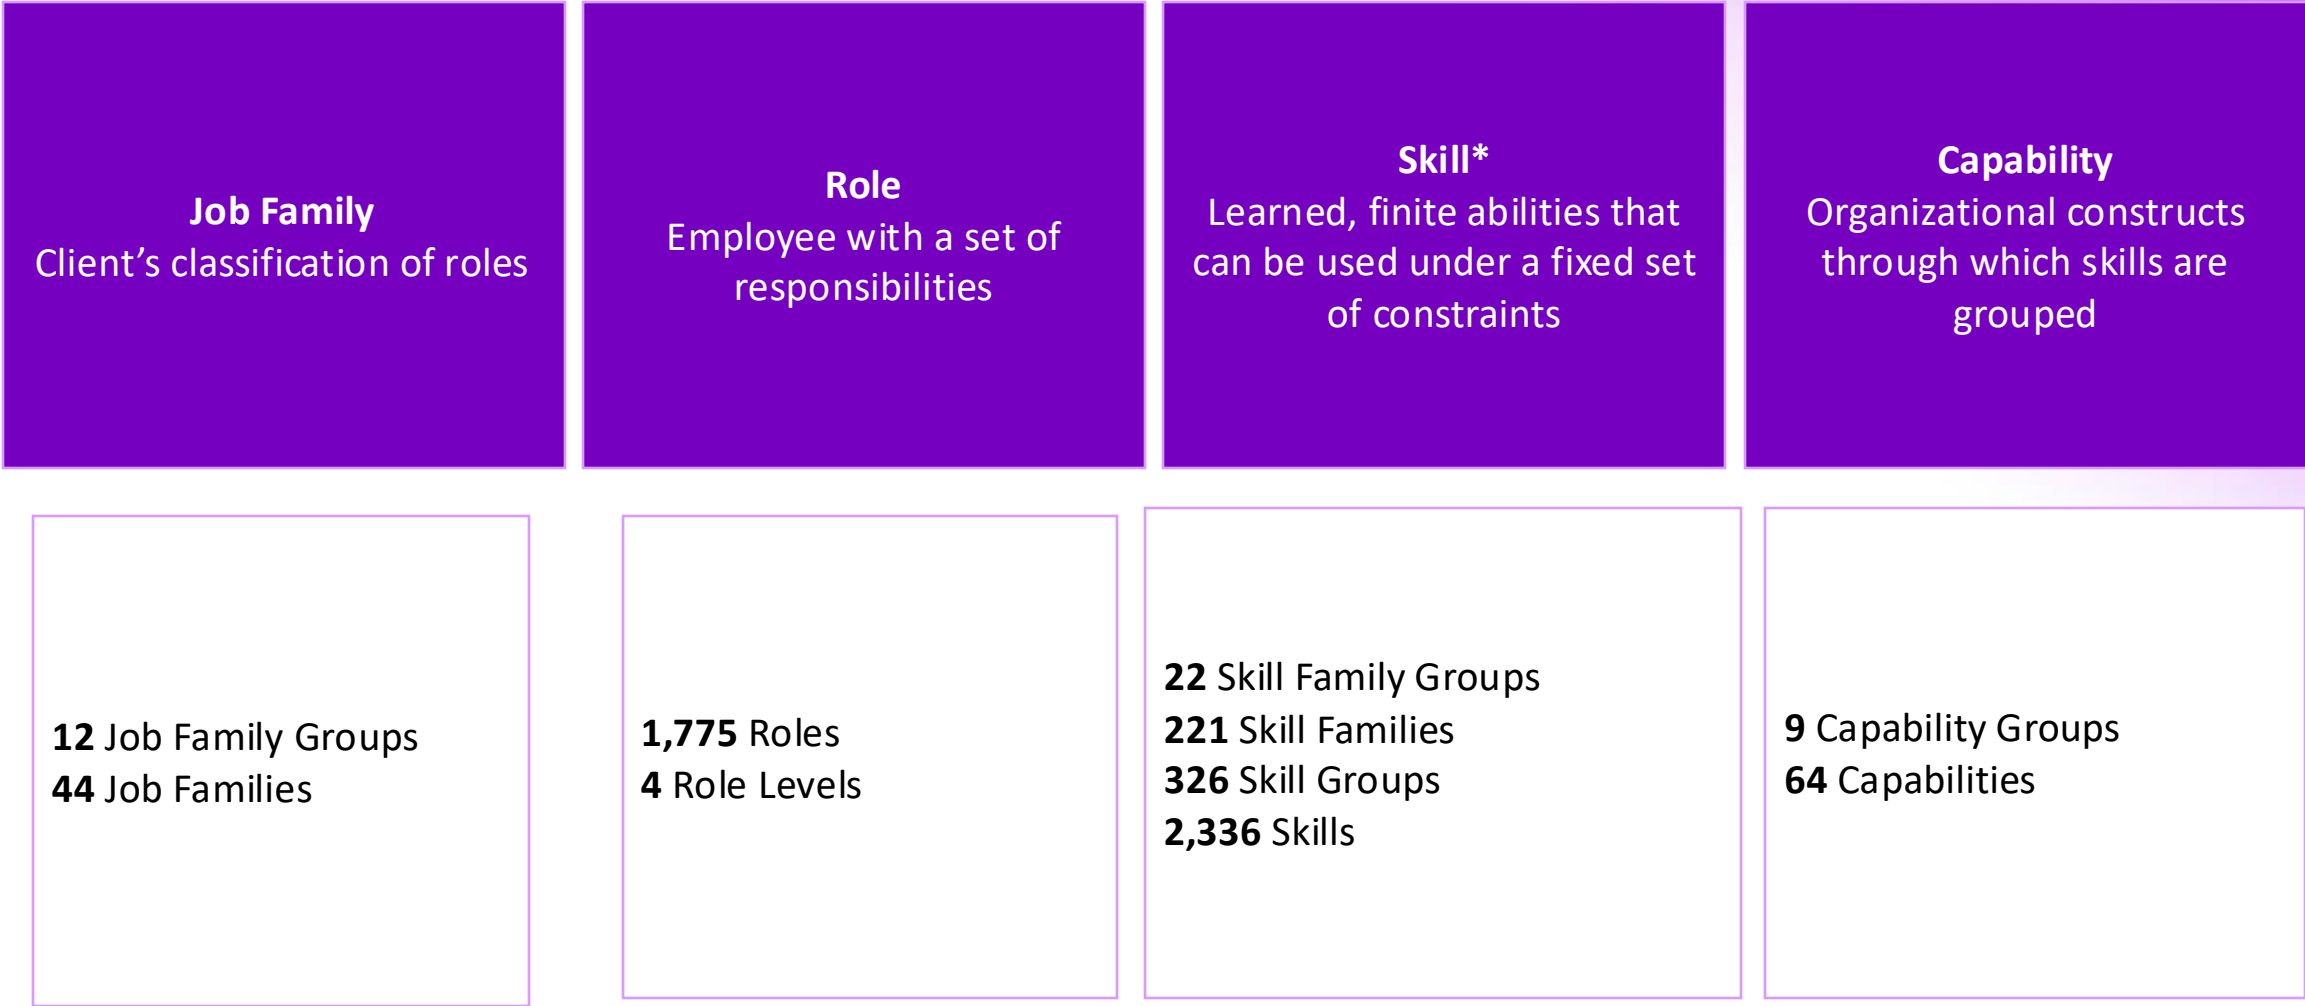 Job Family
Client’s classification of roles
Role
Employee with a set of
responsibilities
Skill*
Learned, finite abilities that
can be used under a fixed set
of constraints
Capability
Organizational constructs
through which skills are
grouped
12 Job Family Groups
44 Job Families
1,775 Roles
4 Role Levels
22 Skill Family Groups
221 Skill Families
326 Skill Groups
2,336 Skills
9 Capability Groups
64 Capabilities